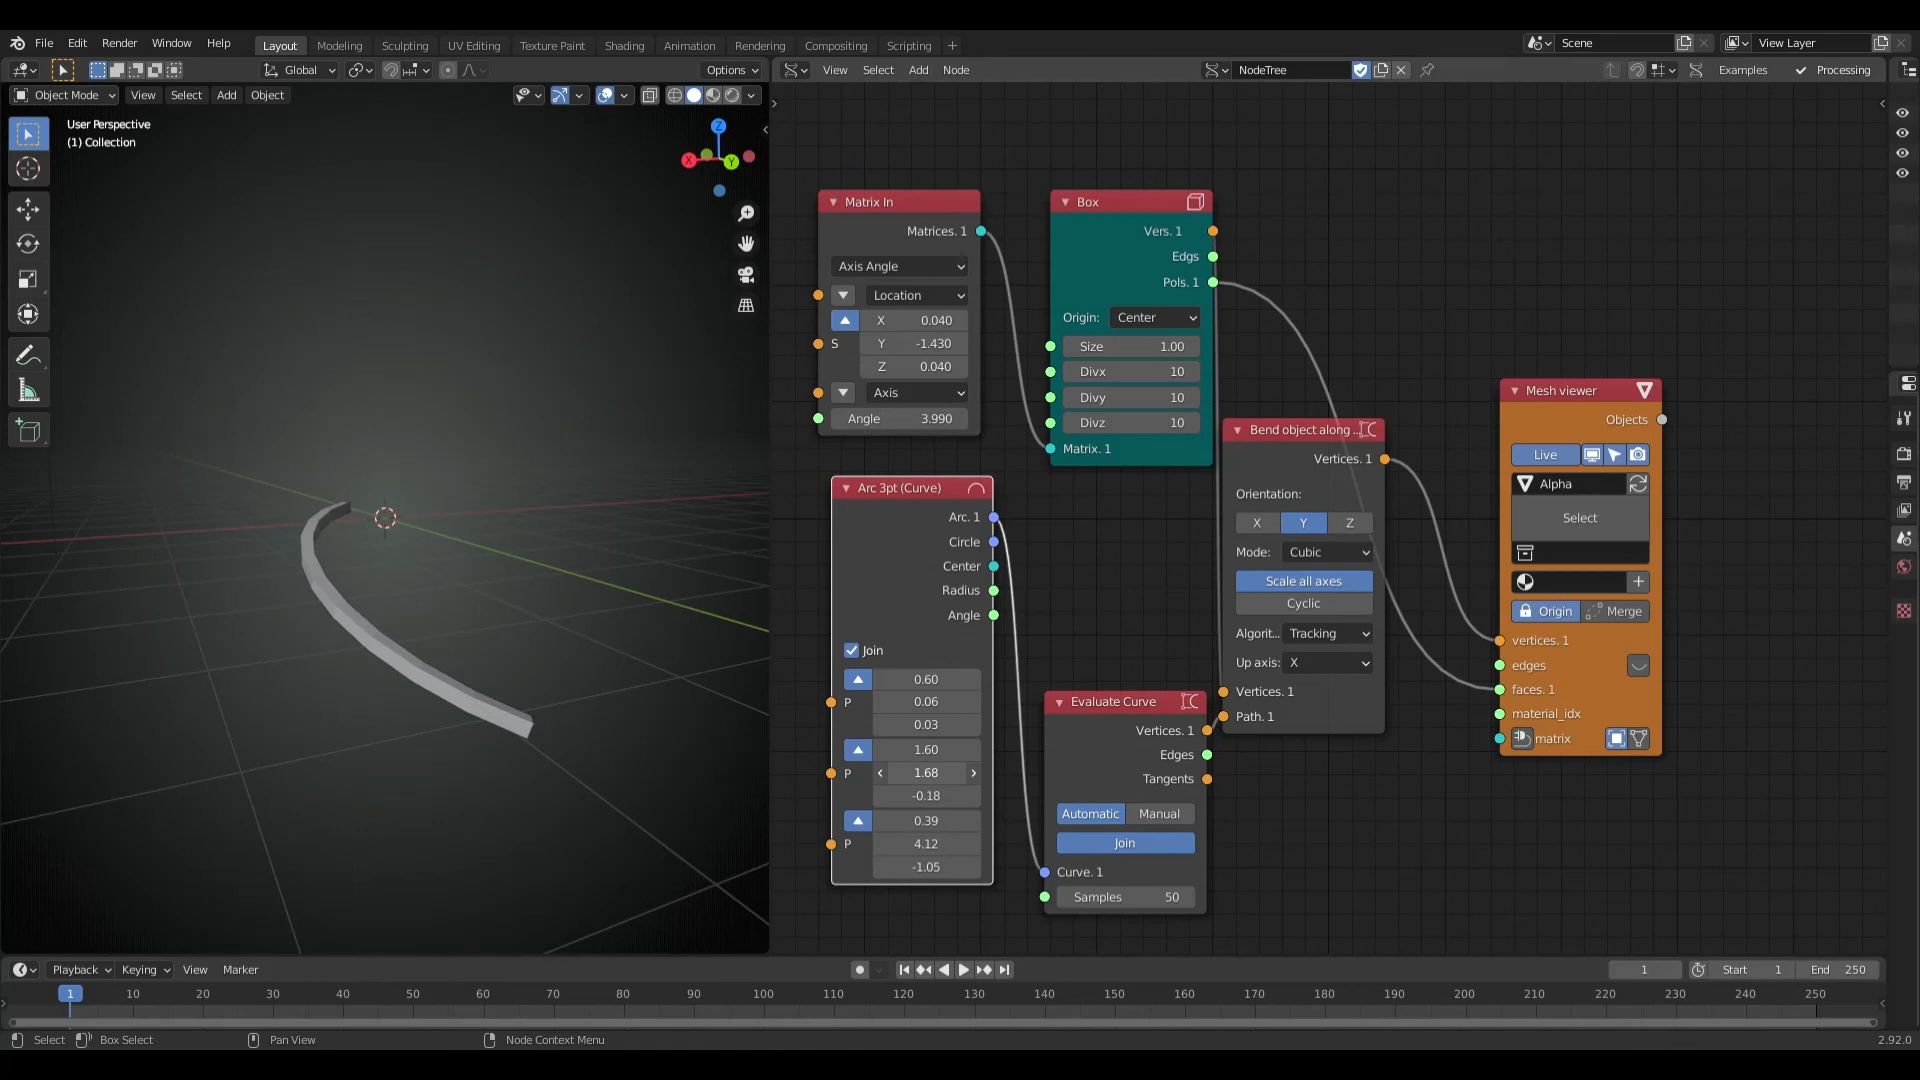 File Edit Render Window Help Layout Modeling Sculpting UV Editing Texture Paint Shading Animation Rendering Compositing Scripting + Scene View Layer
Global Options View Select Add Node NodeTree Examples Processing
Object Mode View Select Add Object
User Perspective
(1) Collection
Z
X
Y
Matrix In
Matrices. 1
Axis Angle
Location
X 0.040
S Y -1.430
Z 0.040
Axis
Angle 3.990
Box
Vers. 1
Edgs
Pols. 1
Origin: Center
Size 1.00
Divx 10
Divy 10
Divz 10
Matrix. 1
Arc 3pt (Curve)
Arc. 1
Circle
Center
Radius
Angle
Join
0.60
P 0.06
0.03
1.60
P 1.68
-0.18
0.39
P 4.12
-1.05
Evaluate Curve
Vertices. 1
Edges
Tangents
Automatic Manual
Join
Curve. 1
Samples 50
Bend object along ...
Vertices. 1
Orientation:
X Y Z
Mode: Cubic
Scale all axes
Cyclic
Algorit... Tracking
Up axis: X
Vertices. 1
Path. 1
Mesh viewer
Objects
Live
Alpha
Select
Origin Merge
vertices. 1
edges
faces. 1
material_idx
matrix
Playback Keying View Marker 1 Start 1 End 250
1 10 20 30 40 50 60 70 80 90 100 110 120 130 140 150 160 170 180 190 200 210 220 230 240 250
Select Box Select Pan View Node Context Menu 2.92.0